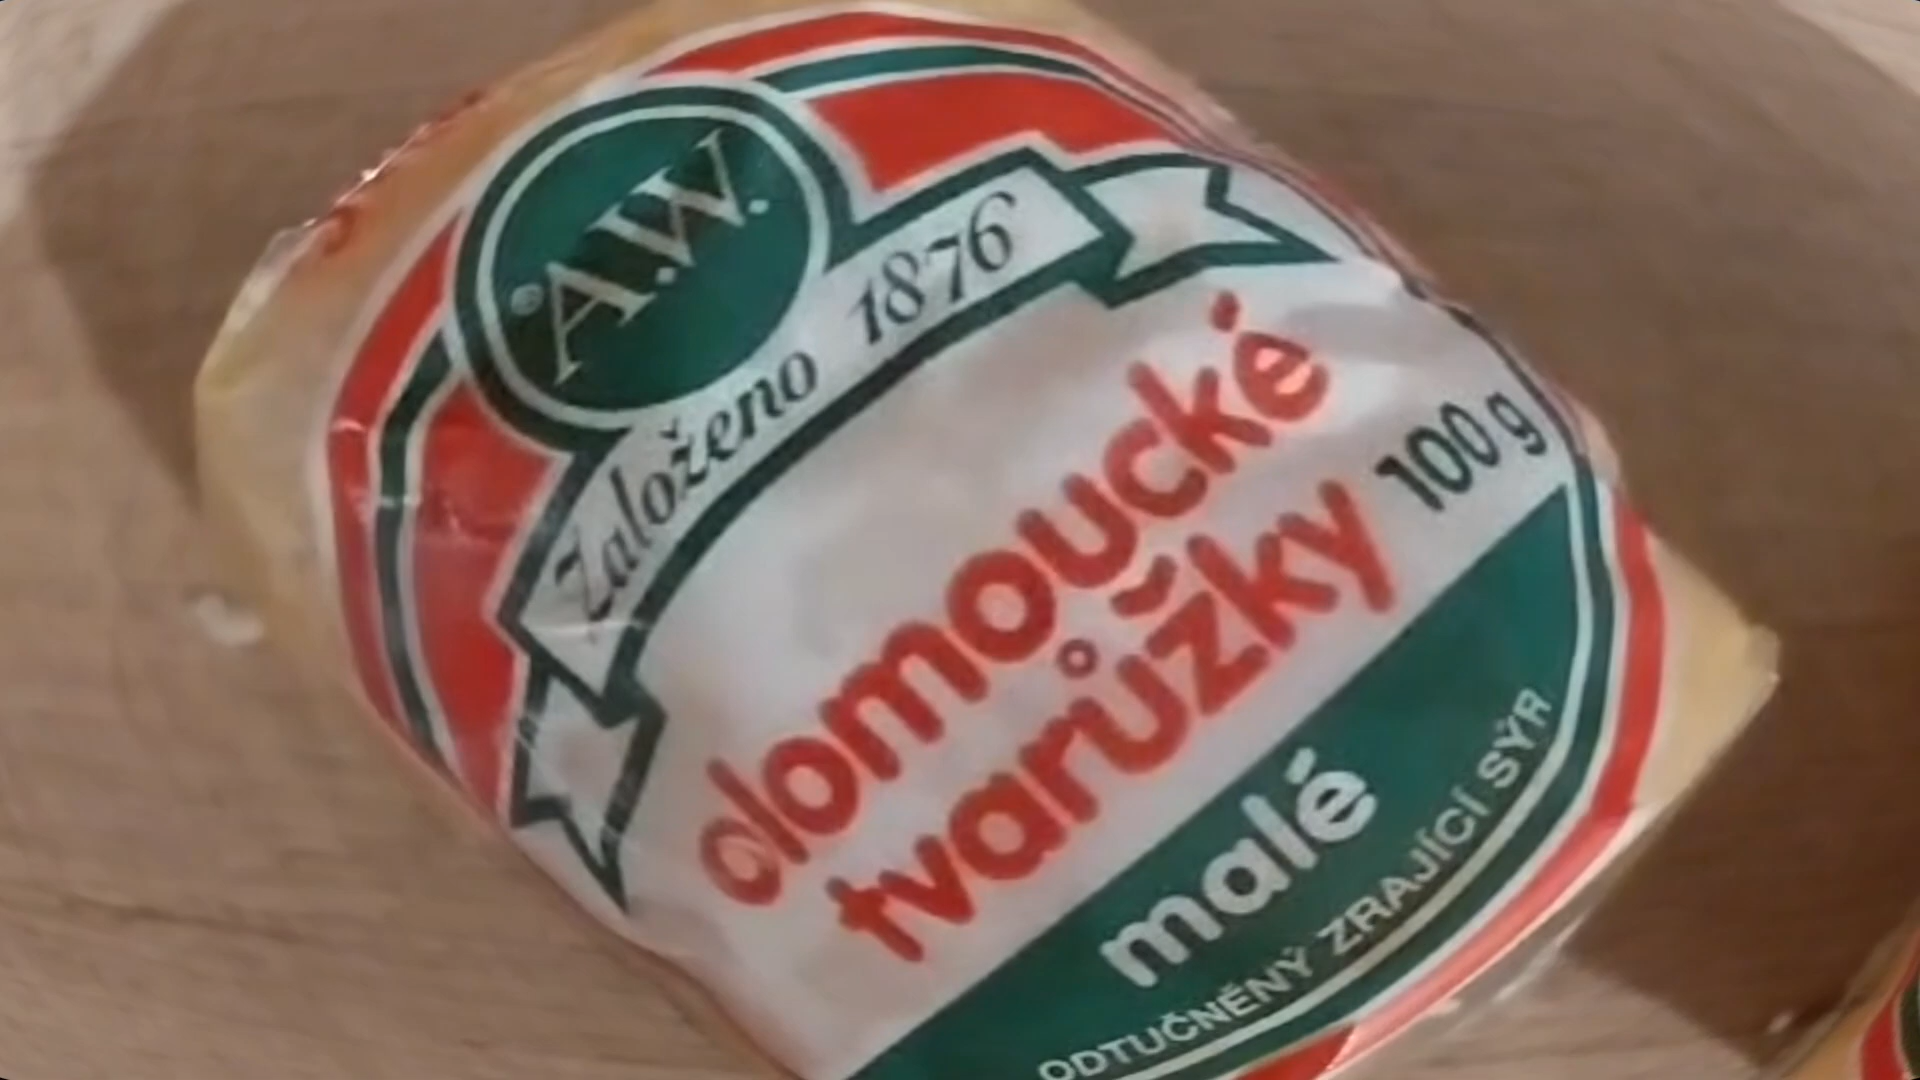 ®A.W.
Založeno 1876
olomoucké
tvarůžky 100 g
malé
ODTUČNĚNÝ ZRAJÍCÍ SÝR